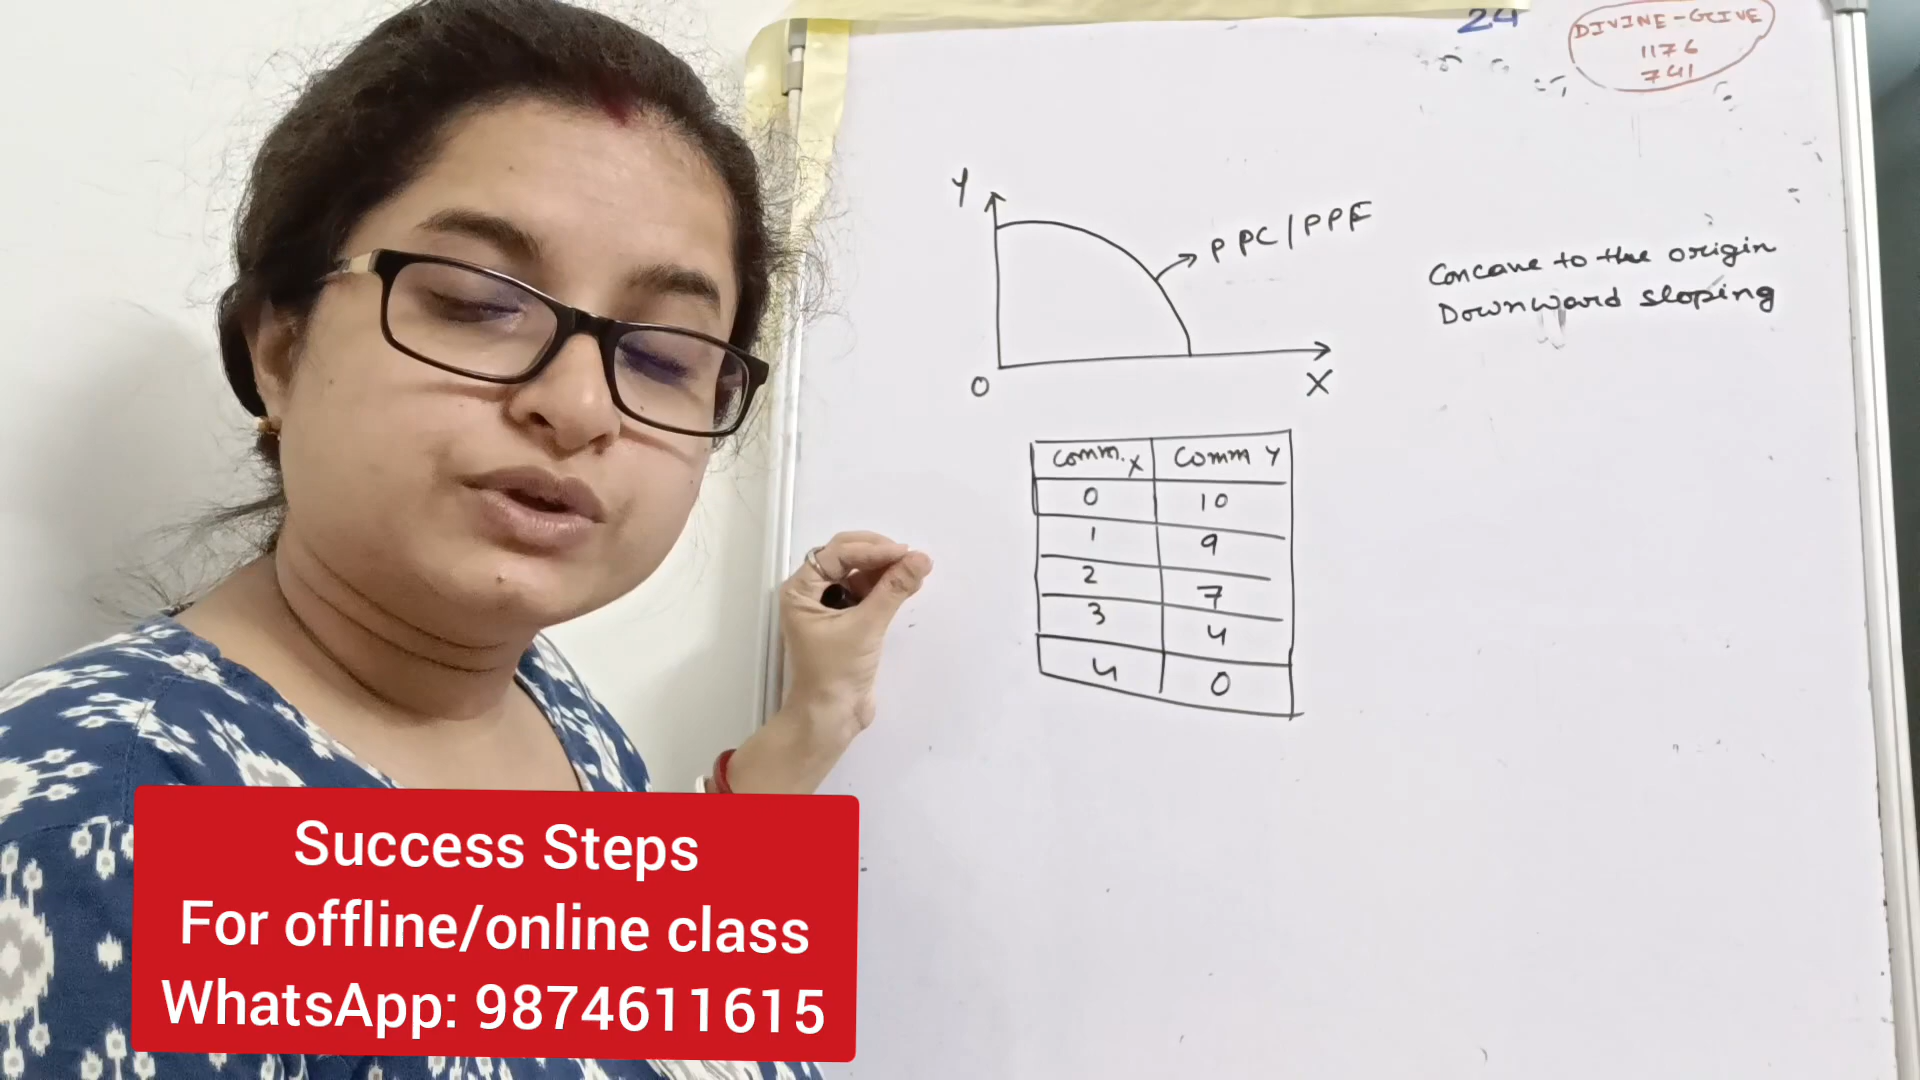 24
DIVINE-GIVE
1176
741
Y
PPC/PPF
O
X
Concave to the origin
Downward sloping
Comm. X Comm Y
0 10
1 9
2 7
3 4
4 0
Success Steps
For offline/online class
WhatsApp: 9874611615